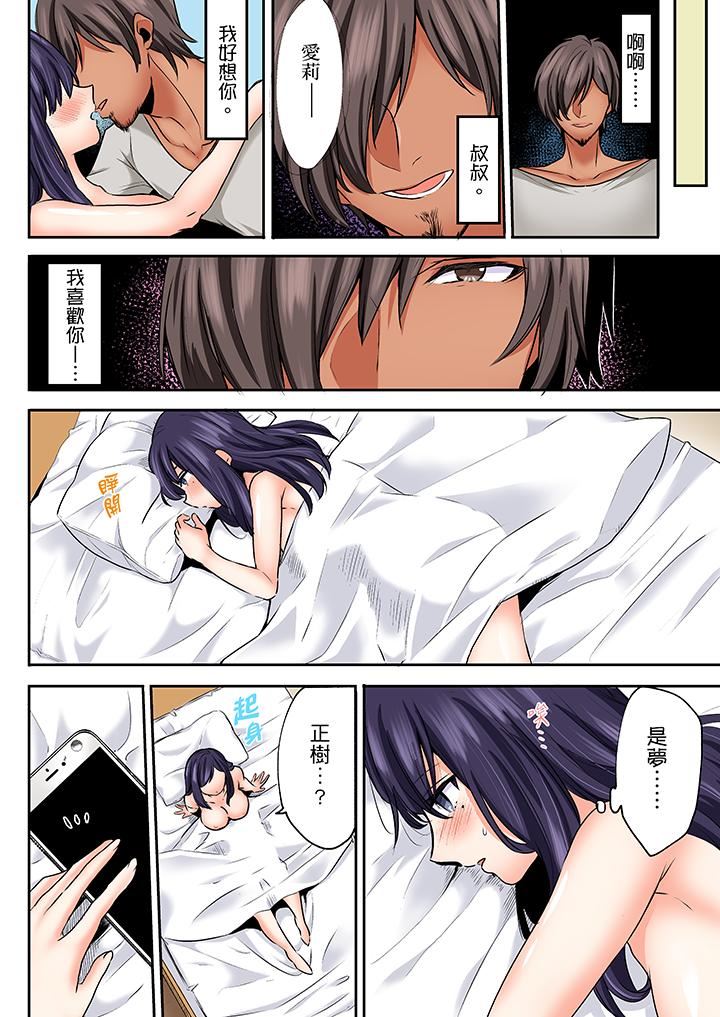 啊啊……
叔叔。
愛莉——
我好想你。
我喜歡你—…
睜開
是夢……
唉…
正樹…？
起身